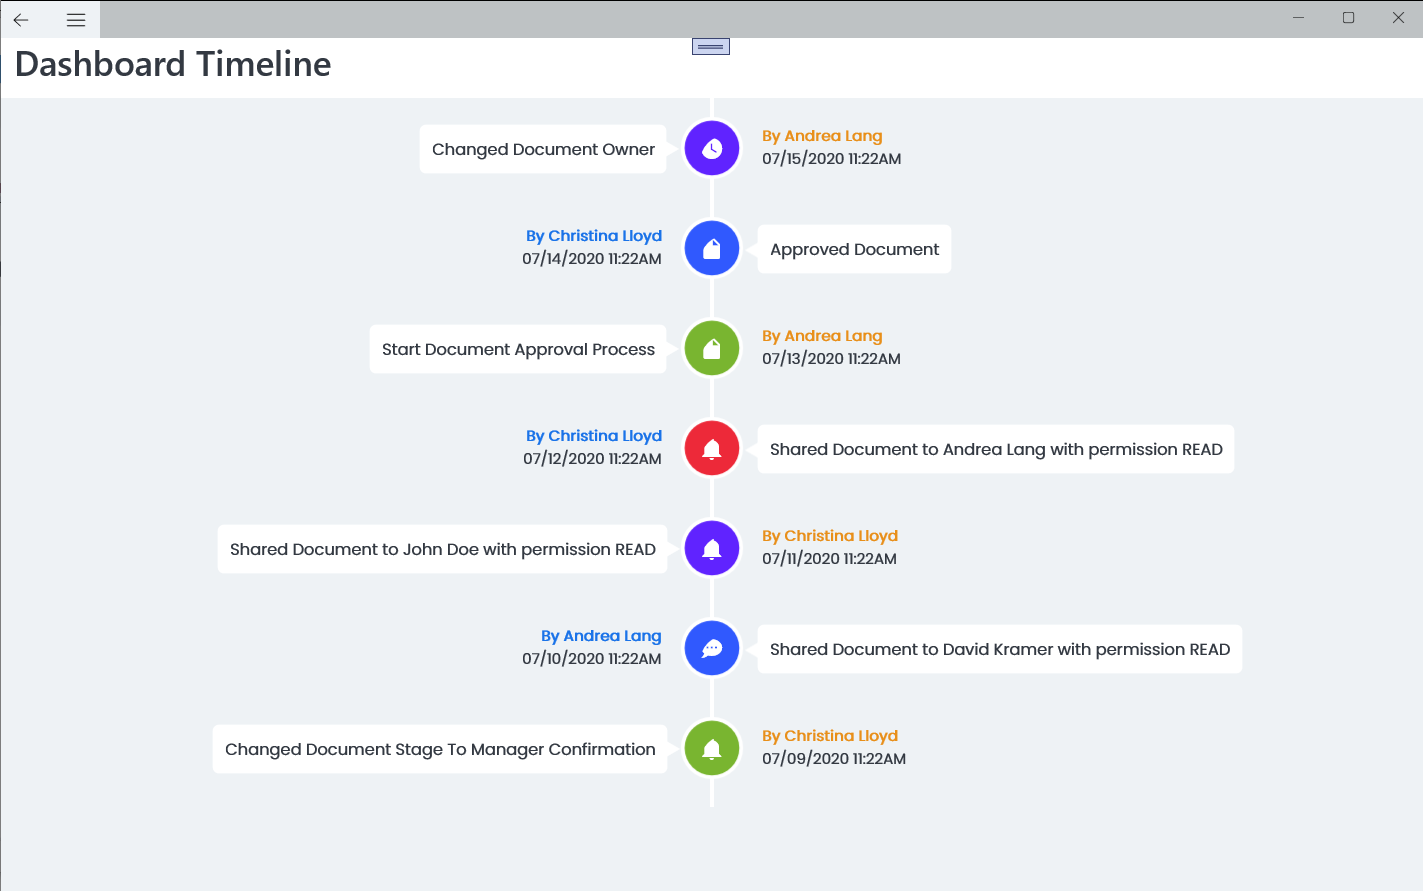 Dashboard Timeline
Changed Document Owner
By Andrea Lang
07/15/2020 11:22AM
By Christina Lloyd
07/14/2020 11:22AM
Approved Document
Start Document Approval Process
By Andrea Lang
07/13/2020 11:22AM
By Christina Lloyd
07/12/2020 11:22AM
Shared Document to Andrea Lang with permission READ
Shared Document to John Doe with permission READ
By Christina Lloyd
07/11/2020 11:22AM
By Andrea Lang
07/10/2020 11:22AM
Shared Document to David Kramer with permission READ
Changed Document Stage To Manager Confirmation
By Christina Lloyd
07/09/2020 11:22AM